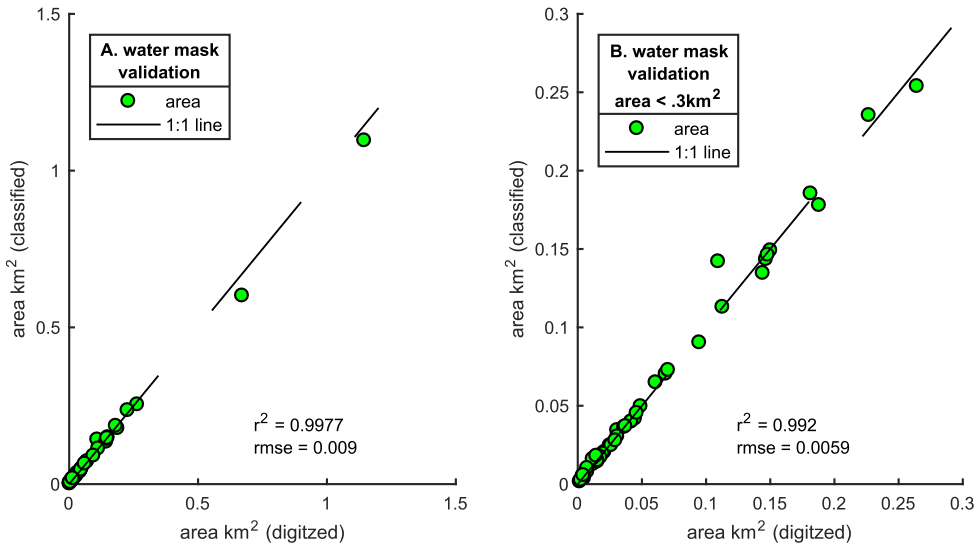 A. water mask
validation
area
1:1 line
1.5
1
0.5
0
0
0.5
1
1.5
area km² (classified)
area km² (digitzed)
r² = 0.9977
rmse = 0.009
B. water mask
validation
area < .3km²
area
1:1 line
0.3
0.25
0.2
0.15
0.1
0.05
0
0
0.05
0.1
0.15
0.2
0.25
0.3
area km² (classified)
area km² (digitzed)
r² = 0.992
rmse = 0.0059